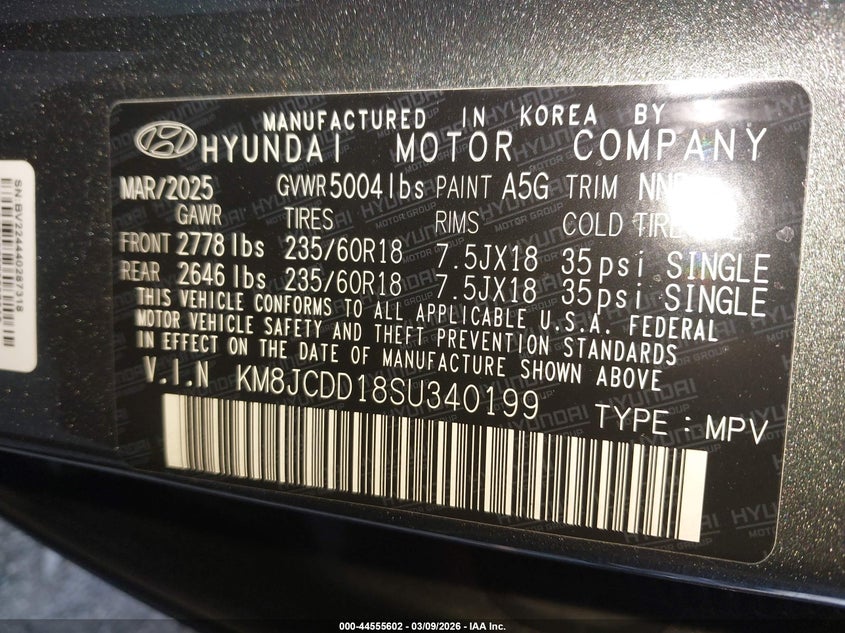 MANUFACTURED IN KOREA BY
HYUNDAI MOTOR COMPANY
MAR/2025 GVWR 5004 lbs PAINT A5G TRIM
GAWR TIRES RIMS COLD
FRONT 2778 lbs 235/60R18 7.5JX18 35psi SINGLE
REAR 2646 lbs 235/60R18 7.5JX18 35psi SINGLE
THIS VEHICLE CONFORMS TO ALL APPLICABLE U.S.A. FEDERAL
MOTOR VEHICLE SAFETY AND THEFT PREVENTION STANDARDS
IN EFFECT ON THE DATE OF MANUFACTURE SHOWN ABOVE
V.I.N KM8JCDD18SU340199 TYPE : MPV
SN:BV224440287318
000-44555602 - 03/09/2026 - IAA Inc.